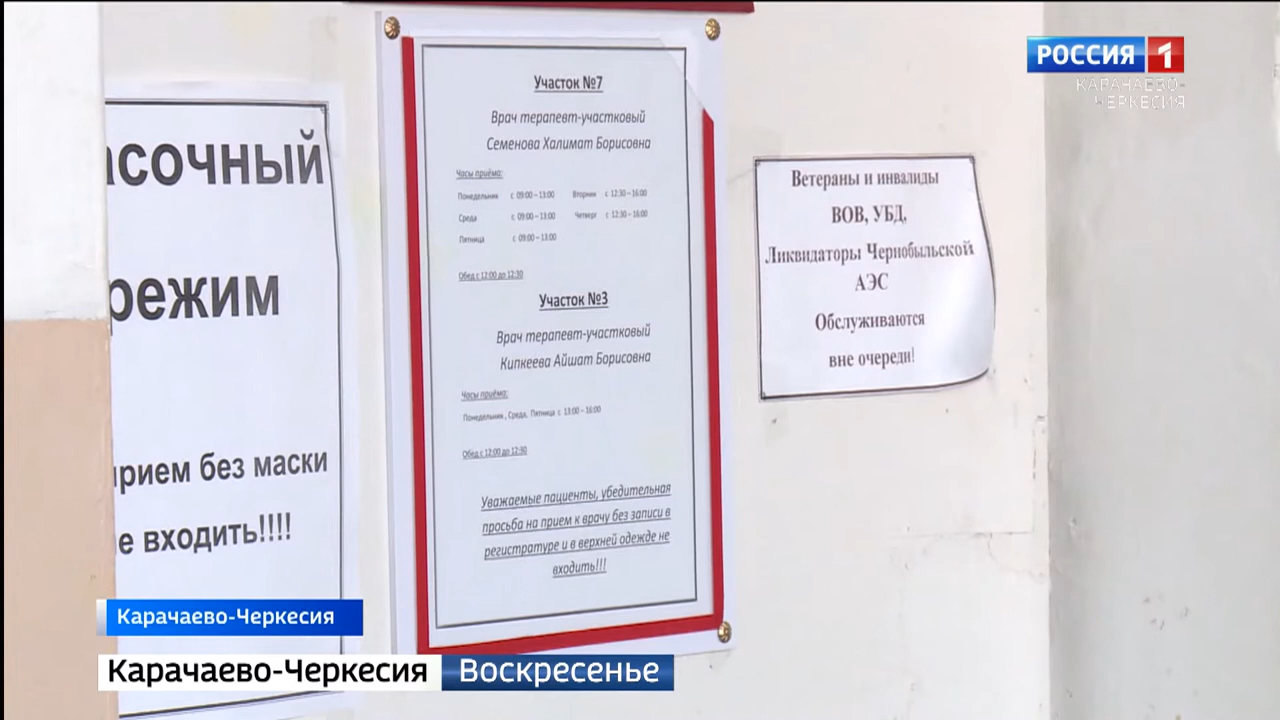 РОССИЯ 1
КАРАЧАЕВО-
ЧЕРКЕСИЯ
асочный
режим
прием без маски
е входить!!!!
Участок №7
Врач терапевт-участковый
Семенова Халимат Борисовна
Часы приёма:
Понедельник с 09:00 – 13:00 Вторник с 12:30 – 16:00
Среда с 09:00 – 13:00 Четверг с 12:30 – 16:00
Пятница с 09:00 – 13:00
Обед с 12:00 до 12:30
Участок №3
Врач терапевт-участковый
Кипкеева Айшат Борисовна
Часы приёма:
Понедельник , Среда, Пятница с 13:00 – 16:00
Обед с 12:00 до 12:30
Уважаемые пациенты, убедительная
просьба на прием к врачу без записи в
регистратуре и в верхней одежде не
входить!!!
Ветераны и инвалиды
ВОВ, УБД,
Ликвидаторы Чернобыльской
АЭС
Обслуживаются
вне очереди!
Карачаево-Черкесия
Карачаево-Черкесия Воскресенье